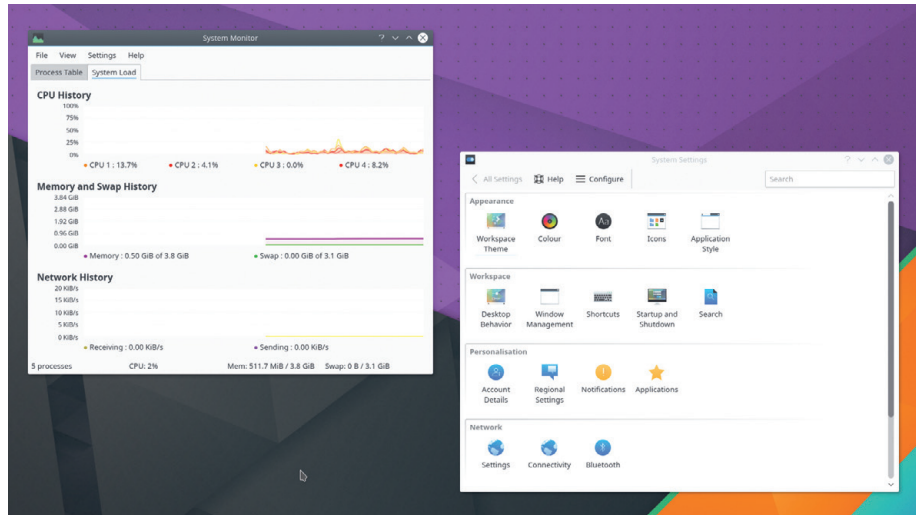 System Monitor
File View Settings Help
Process Table System Load
CPU History
100%
75%
50%
25%
0%
CPU 1 : 13.7% CPU 2 : 4.1% CPU 3 : 0.0% CPU 4 : 8.2%
Memory and Swap History
3.84 GiB
2.88 GiB
1.92 GiB
0.96 GiB
0.00 GiB
Memory : 0.50 GiB of 3.8 GiB Swap : 0.00 GiB of 3.1 GiB
Network History
20 KiB/s
15 KiB/s
10 KiB/s
5 KiB/s
0 KiB/s
Receiving : 0.00 KiB/s Sending : 0.00 KiB/s
5 processes CPU: 2% Mem: 511.7 MiB / 3.8 GiB Swap: 0 B / 3.1 GiB
System Settings
All Settings Help Configure Search
Appearance
Aa
Workspace Colour Font Icons Application
Theme Style
Workspace
Desktop Window Shortcuts Startup and Search
Behavior Management Shutdown
Personalisation
Account Regional Notifications Applications
Details Settings
Network
Settings Connectivity Bluetooth